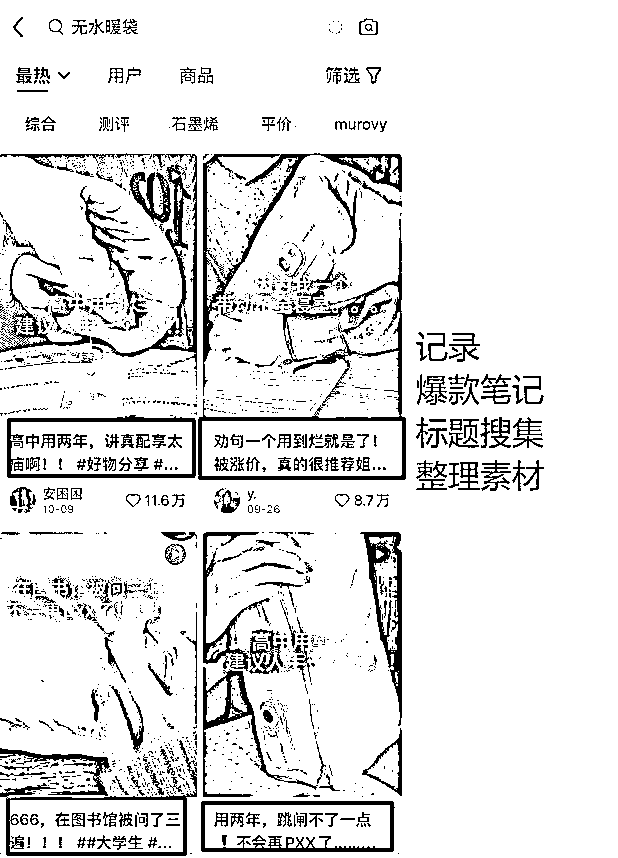 无水暖袋
最热 用户 商品 筛选
综合 测评 石墨烯 平价 murovy
高中用两年，讲真配享太
庙啊！！ #好物分享 #...
安困困
10-09
11.6万
劝句一个用到烂就是了！
被涨价，真的很推荐姐...
y.
09-26
8.7万
记录
爆款笔记
标题搜集
整理素材
高中用
建议人手
666，在图书馆被问了三
遍！！！ ##大学生 #...
用两年，跳闸不了一点
！不会再PXX了........